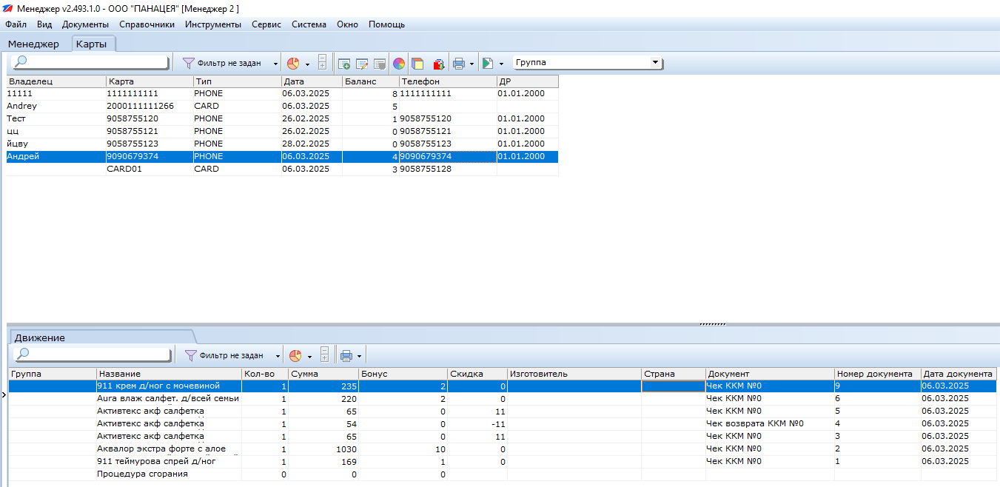 Менеджер v2.493.1.0 - ООО "ПАНАЦЕЯ" [Менеджер 2 ]
Файл Вид Документы Справочники Инструменты Сервис Система Окно Помощь
Менеджер Карты
Фильтр не задан Группа
Владелец Карта Тип Дата Баланс Телефон ДР
11111 1111111111 PHONE 06.03.2025 8 1111111111 01.01.2000
Andrey 2000111111266 CARD 06.03.2025 5
Тест 9058755120 PHONE 26.02.2025 1 9058755120 01.01.2000
цц 9058755121 PHONE 26.02.2025 0 9058755121 01.01.2000
йцву 9058755123 PHONE 28.02.2025 0 9058755123 01.01.2000
Андрей 9090679374 PHONE 06.03.2025 4 9090679374 01.01.2000
CARD01 CARD 06.03.2025 3 9058755128
Движение
Фильтр не задан
Группа Название Кол-во Сумма Бонус Скидка Изготовитель Страна Документ Номер документа Дата документа
911 крем д/ног с мочевиной 1 235 2 0 Чек ККМ №0 9 06.03.2025
Aura влаж салфет. д/всей семьи 1 220 2 0 Чек ККМ №0 6 06.03.2025
Активтекс акф салфетка 1 65 0 11 Чек ККМ №0 5 06.03.2025
Активтекс акф салфетка 1 54 0 -11 Чек возврата ККМ №0 4 06.03.2025
Активтекс акф салфетка 1 65 0 11 Чек ККМ №0 3 06.03.2025
Аквалор экстра форте с алоe 1 1030 10 0 Чек ККМ №0 2 06.03.2025
911 теймурова спрей д/ног 1 169 1 0 Чек ККМ №0 1 06.03.2025
Процедура сгорания 0 0 0